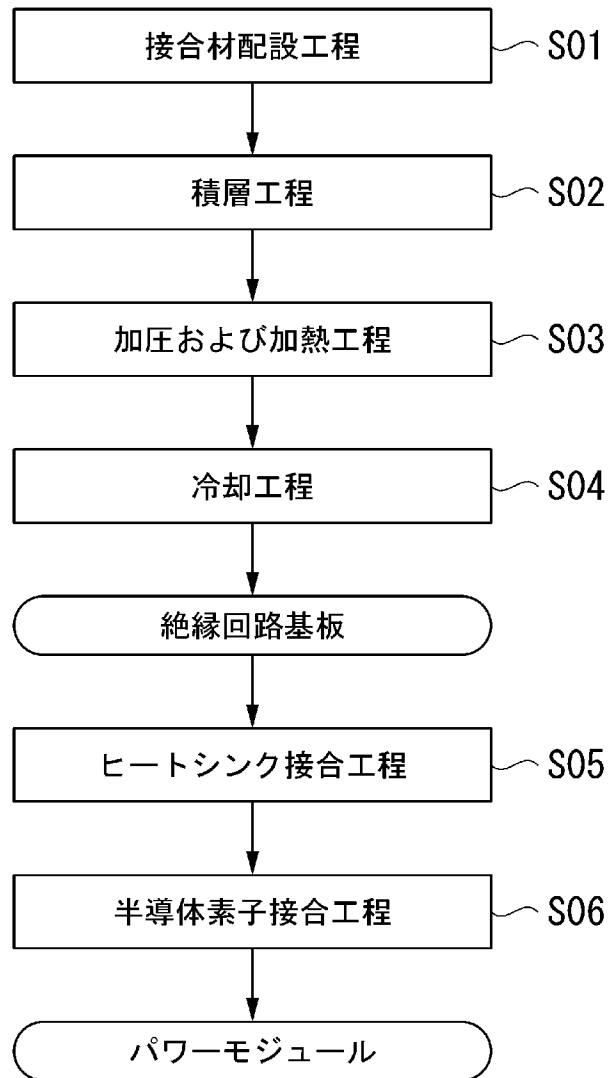 接合材配設工程 S01
積層工程 S02
加圧および加熱工程 S03
冷却工程 S04
絶縁回路基板
ヒートシンク接合工程 S05
半導体素子接合工程 S06
パワーモジュール